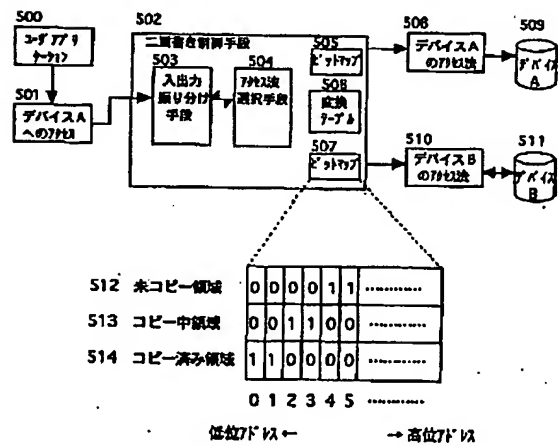 500
ユーザアプリ
ケーション
501
デバイスA
へのアクセス
502
二重書き制御手段
503
入出力
振り分け
手段
504
アクセス法
選択手段
505
ビットマップ
508
変換
テーブル
507
ビットマップ
506
デバイスA
のアクセス法
509
デバイス
A
510
デバイスB
のアクセス法
511
デバイス
B
512 未コピー領域 0 0 0 0 1 1 …………
513 コピー中領域 0 0 1 1 0 0 …………
514 コピー済み領域 1 1 0 0 0 0 …………
0 1 2 3 4 5 …………
低位アドレス ← → 高位アドレス